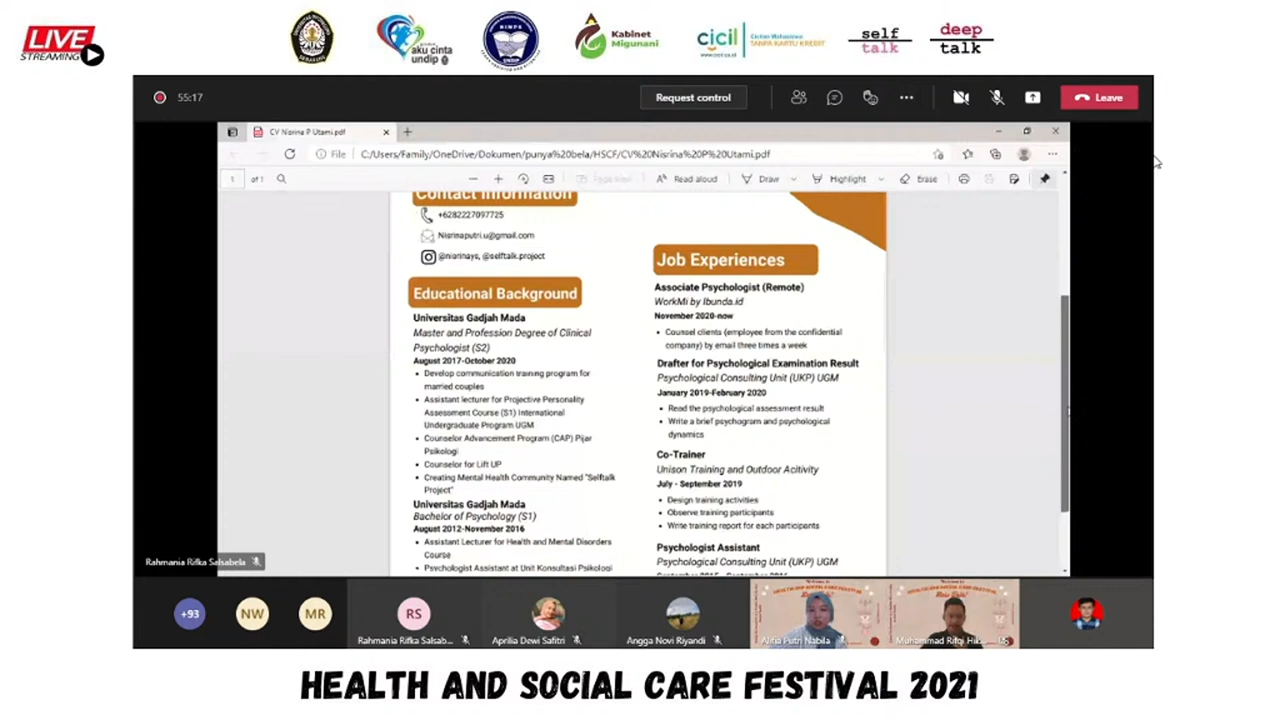 LIVE
STREAMING
aku cinta
undip
Kabinet
Migunani
cicil
TANPA KARTU KREDIT
self
talk
deep
talk
55:17
Request control
Leave
CV Nisrina P Utami.pdf
File
C:/Users/Family/OneDrive/Dokumen/punya%20bela/HSCF/CV%20Nisrina%20P%20Utami.pdf
1 of 1
Read aloud
Draw
Highlight
Erase
Contact Information
+6282227097725
Nisrinaputri.u@gmail.com
@nisrinays, @selftalk.project
Educational Background
Universitas Gadjah Mada
Master and Profession Degree of Clinical
Psychologist (S2)
August 2017-October 2020
• Develop communication training program for
married couples
• Assistant lecturer for Projective Personality
Assessment Course (S1) International
Undergraduate Program UGM
• Counselor Advancement Program (CAP) Pijar
Psikologi
• Counselor for Lift UP
• Creating Mental Health Community Named "Selftalk
Project"
Universitas Gadjah Mada
Bachelor of Psychology (S1)
August 2012-November 2016
• Assistant Lecturer for Health and Mental Disorders
Course
• Psychologist Assistant at Unit Konsultasi Psikologi
Job Experiences
Associate Psychologist (Remote)
WorkMi by Ibunda.id
November 2020-now
• Counsel clients (employee from the confidential
company) by email three times a week
Drafter for Psychological Examination Result
Psychological Consulting Unit (UKP) UGM
January 2019-February 2020
• Read the psychological assessment result
• Write a brief psychogram and psychological
dynamics
Co-Trainer
Unison Training and Outdoor Acitivity
July - September 2019
• Design training activities
• Observe training participants
• Write training report for each participants
Psychologist Assistant
Psychological Consulting Unit (UKP) UGM
Rahmania Rifka Salsabela
+93
NW
MR
RS
Rahmania Rifka Salsab...
Aprilia Dewi Safitri
Angga Novi Riyandi
Alifia Putri Nabila
Muhammad Rifqi Hik...
HEALTH AND SOCIAL CARE FESTIVAL 2021